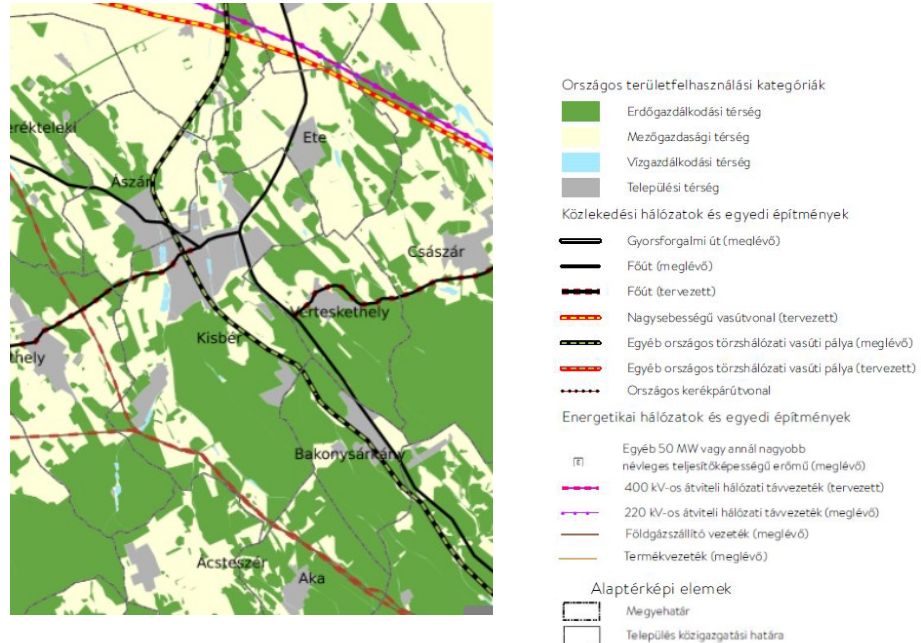 erékteleki
Ászár
Ete
Császár
Vérteskethely
Kisbér
thely
Bakonysárkány
Ácsteszér
Aka
Országos területfelhasználási kategóriák
Erdőgazdálkodási térség
Mezőgazdasági térség
Vízgazdálkodási térség
Települési térség
Közlekedési hálózatok és egyedi építmények
Gyorsforgalmi út (meglévő)
Főút (meglévő)
Főút (tervezett)
Nagysebességű vasútvonal (tervezett)
Egyéb országos törzshálózati vasúti pálya (meglévő)
Egyéb országos törzshálózati vasúti pálya (tervezett)
Országos kerékpárútvonal
Energetikai hálózatok és egyedi építmények
E
Egyéb 50 MW vagy annál nagyobb
névleges teljesítőképességű erőmű (meglévő)
400 kV-os átviteli hálózati távvezeték (tervezett)
220 kV-os átviteli hálózati távvezeték (meglévő)
Földgázszállító vezeték (meglévő)
Termékvezeték (meglévő)
Alaptérképi elemek
Megyehatár
Település közigazgatási határa